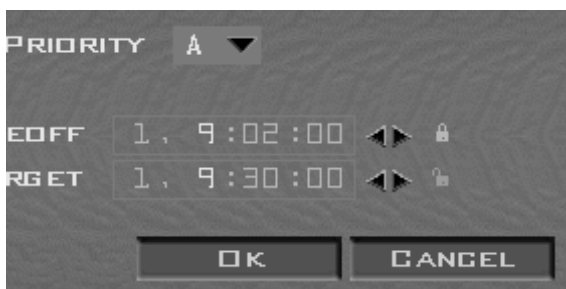 PRIORITY A
EOFF 1, 9:02:00
RGET 1, 9:30:00
OK CANCEL